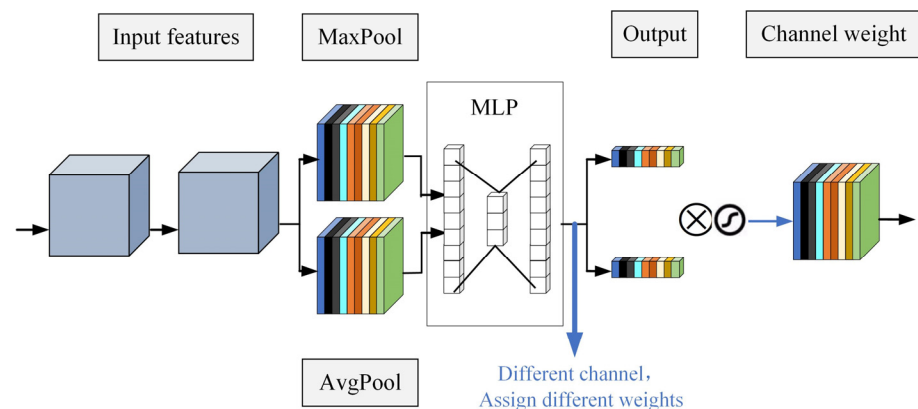 Input features
MaxPool
Output
Channel weight
MLP
AvgPool
Different channel，
Assign different weights